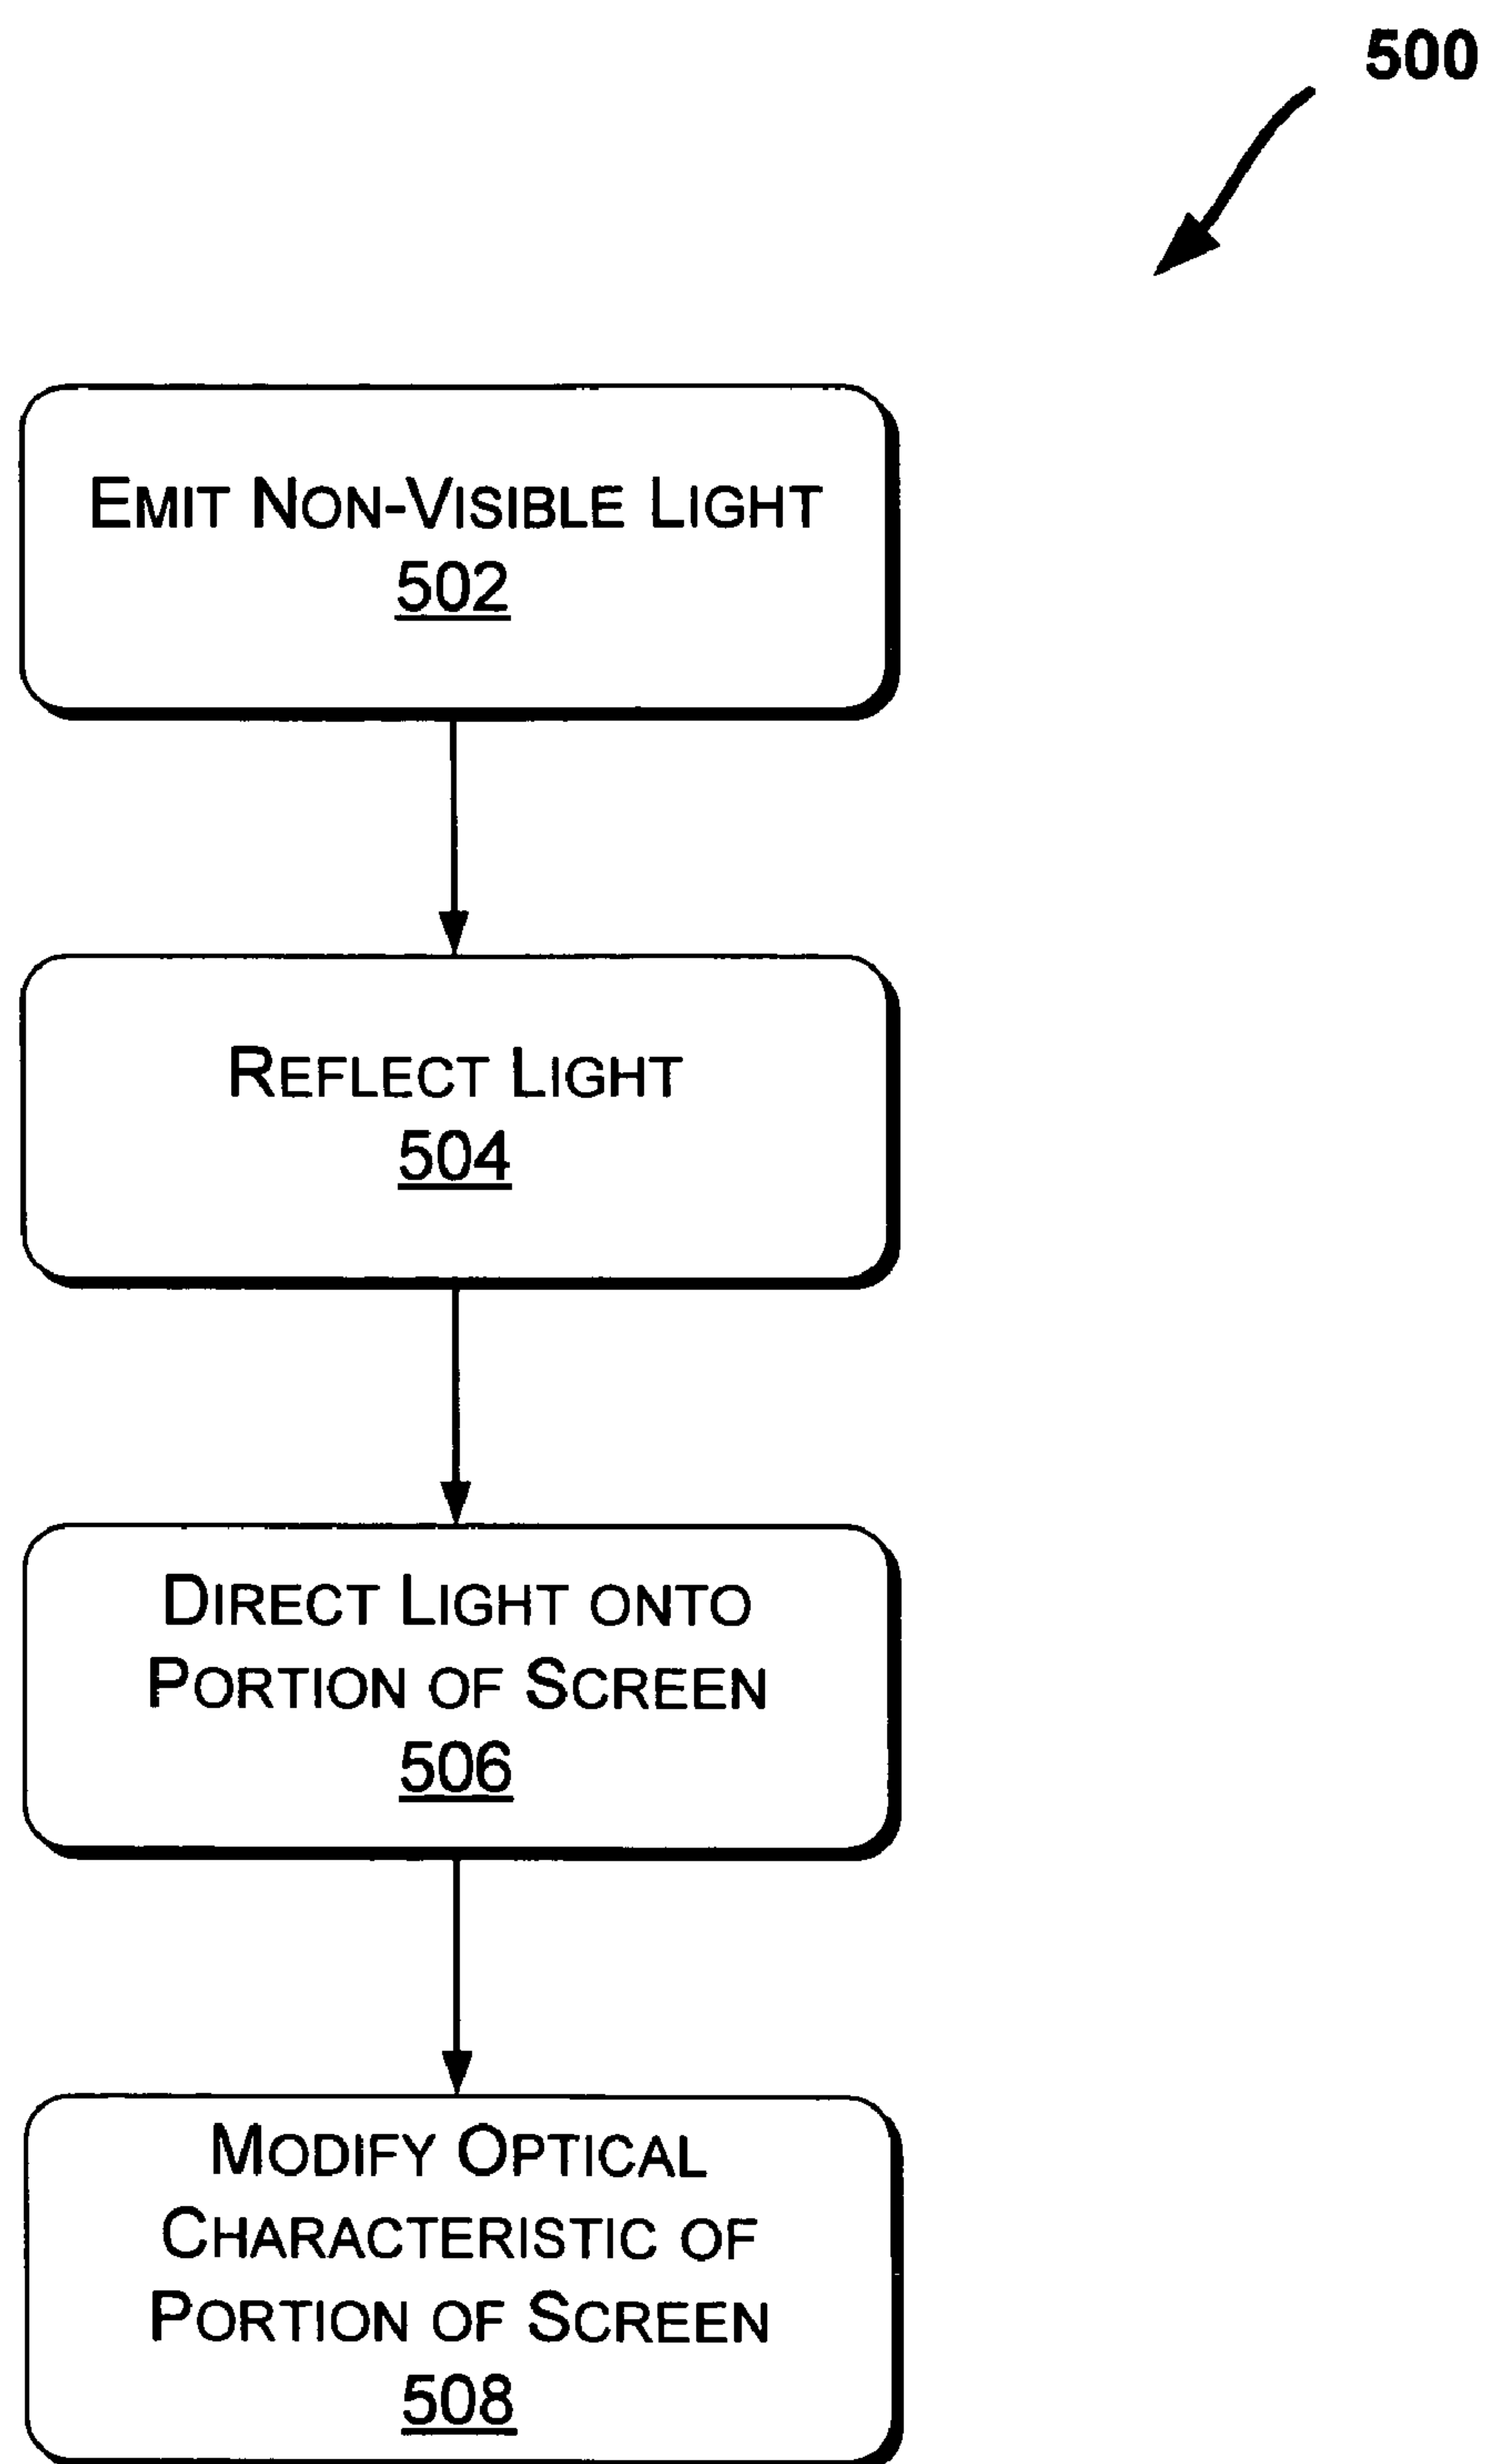 500
EMIT NON-VISIBLE LIGHT
502
REFLECT LIGHT
504
DIRECT LIGHT ONTO
PORTION OF SCREEN
506
MODIFY OPTICAL
CHARACTERISTIC OF
PORTION OF SCREEN
508